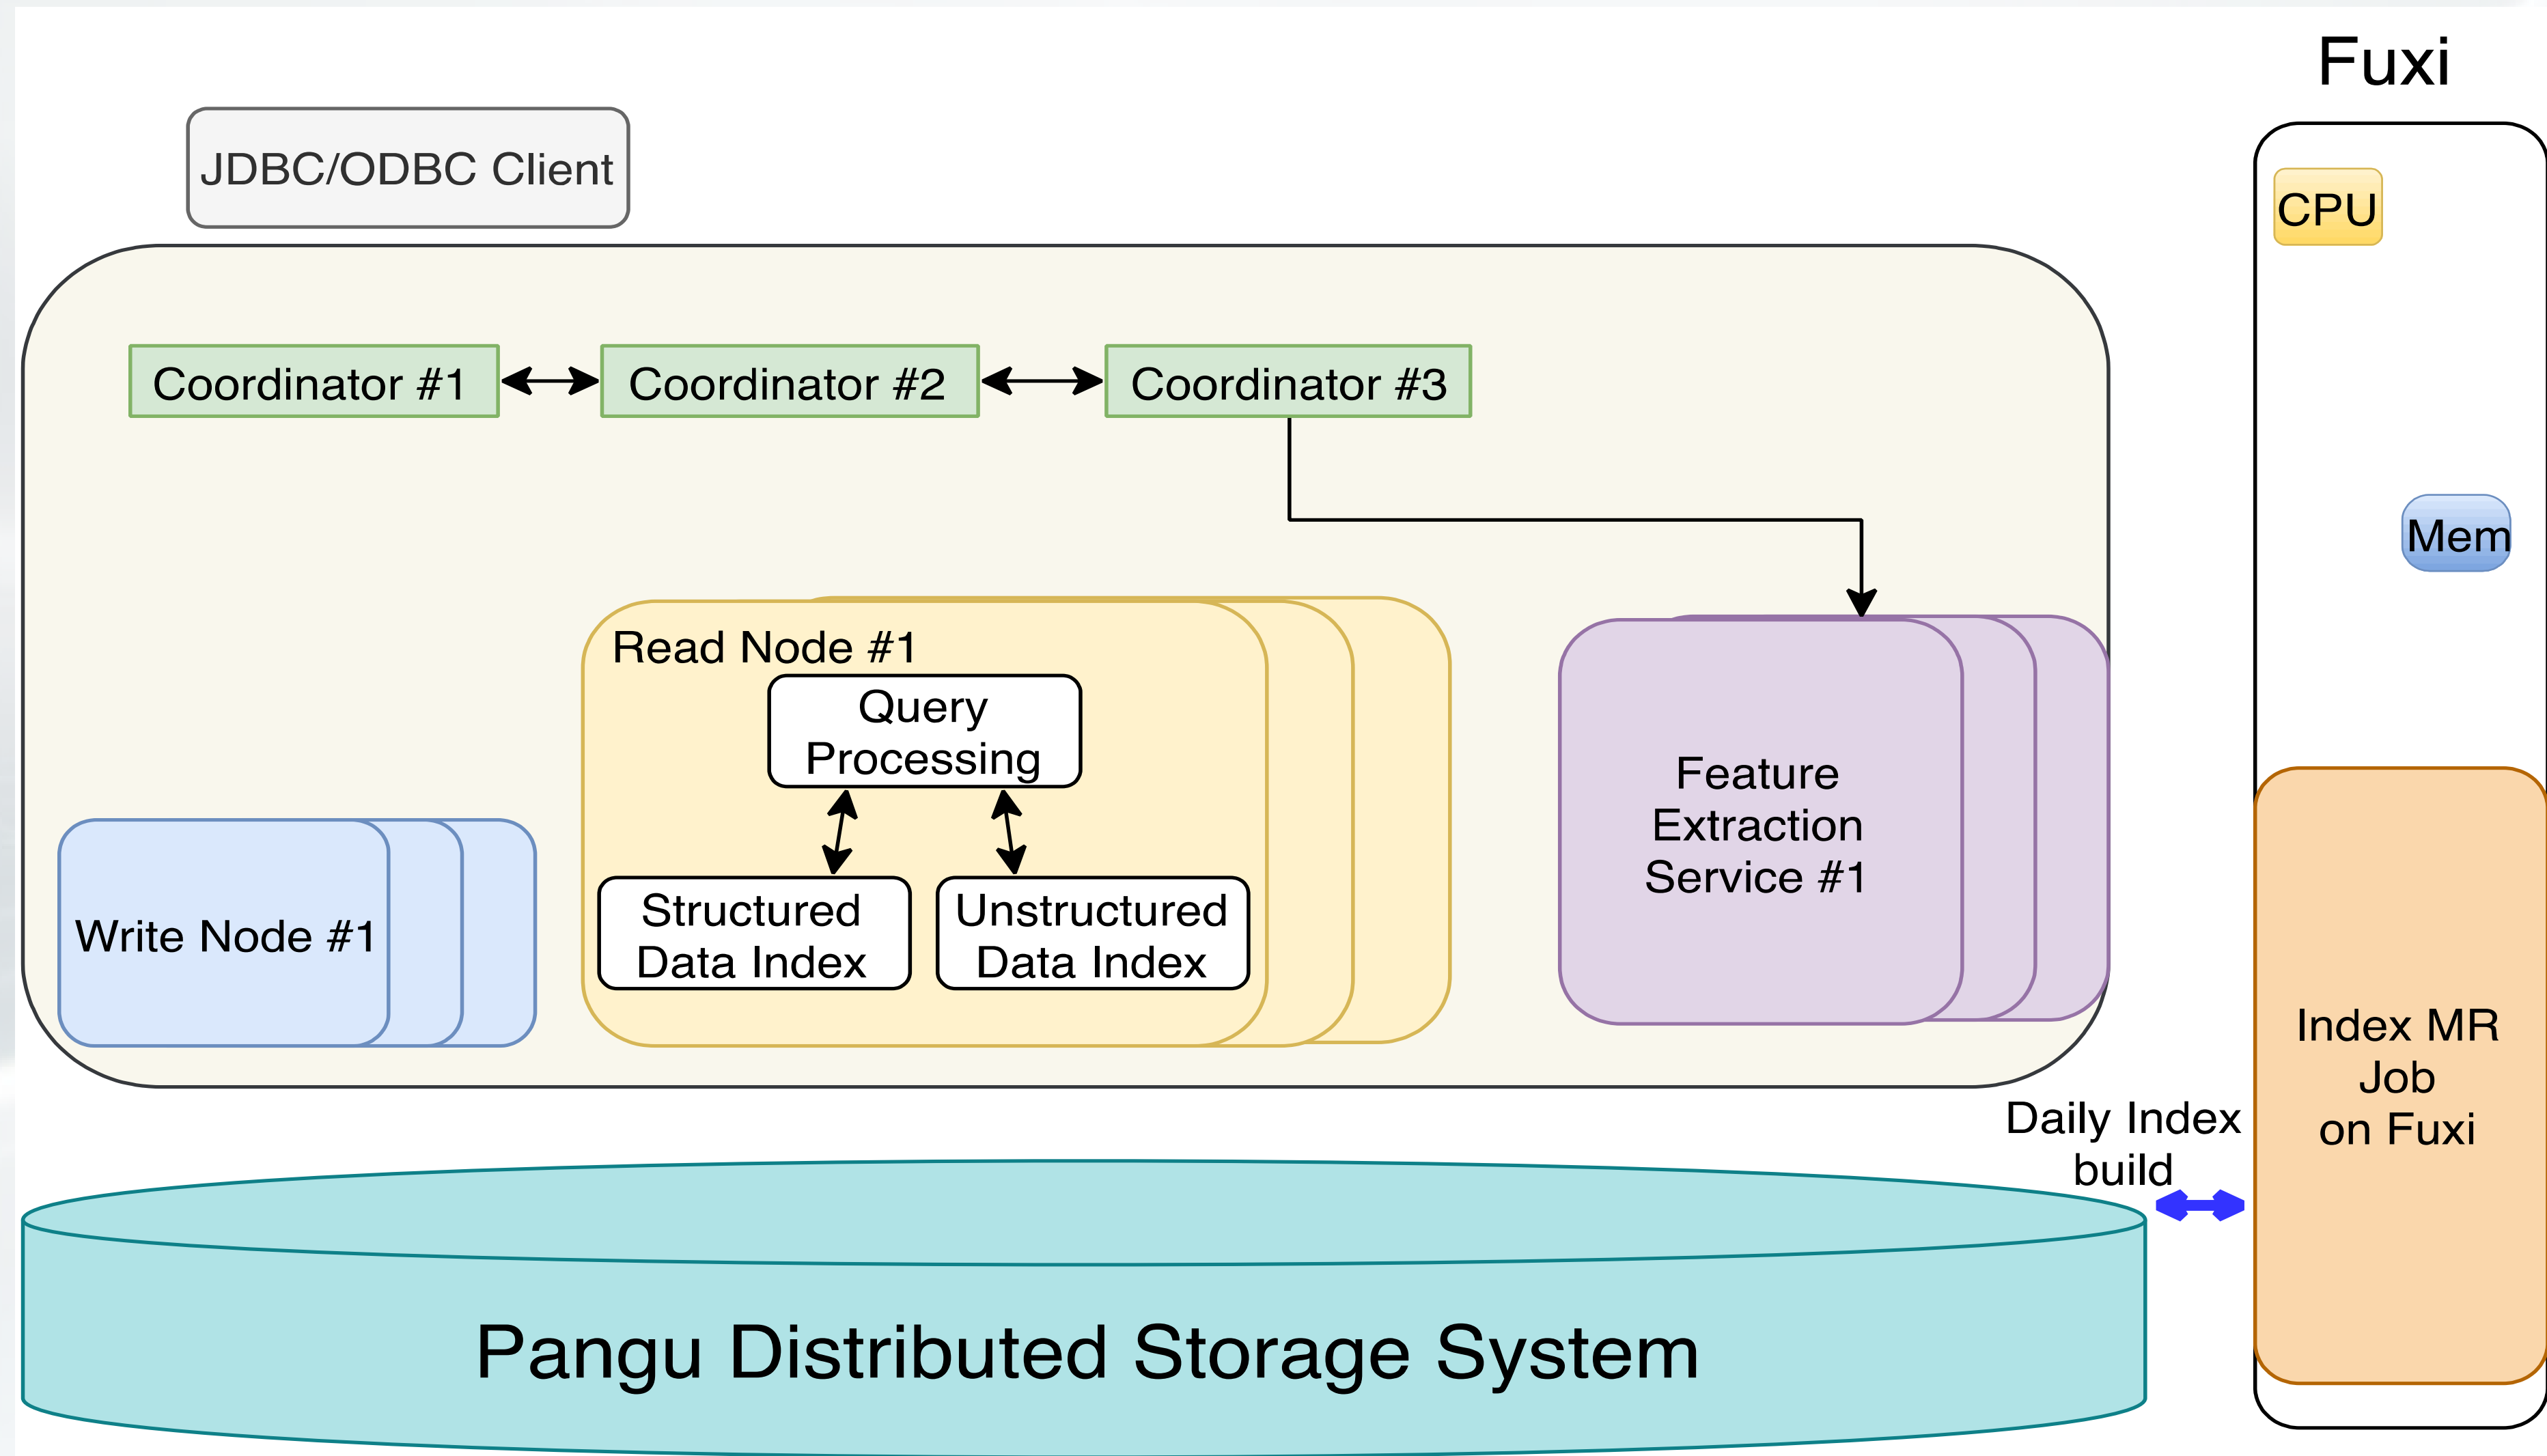 Fuxi
JDBC/ODBC Client
CPU
Coordinator #1
Coordinator #2
Coordinator #3
Mem
Read Node #1
Query
Processing
Structured
Data Index
Unstructured
Data Index
Write Node #1
Feature
Extraction
Service #1
Index MR
Job
on Fuxi
Daily Index
build
Pangu Distributed Storage System